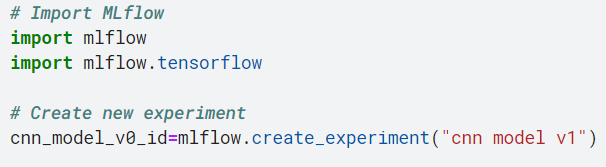 # Import MLflow
import mlflow
import mlflow.tensorflow
# Create new experiment
cnn_model_v0_id=mlflow.create_experiment("cnn model v1")